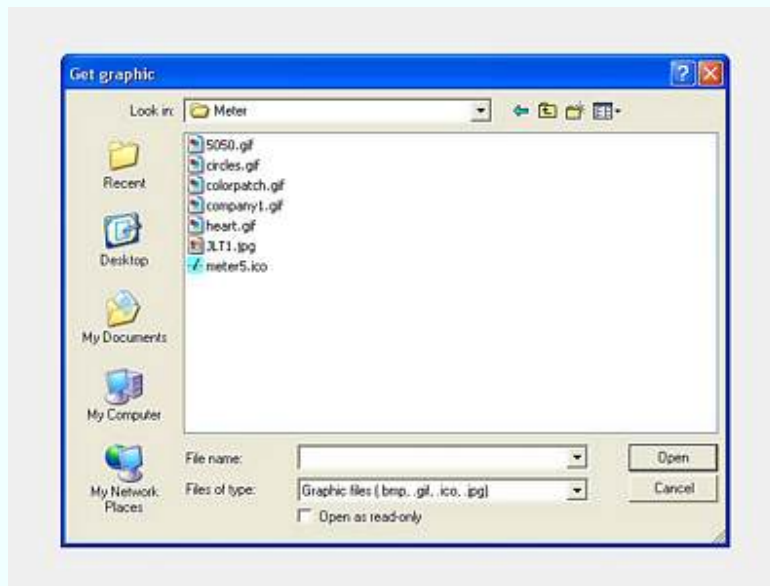 Get graphic
Look in: Meter
5050.gif
circles.gif
colorpatch.gif
company1.gif
heart.gif
JLT1.jpg
meter5.ico
Recent
Desktop
My Documents
My Computer
My Network
Places
File name:
Open
Files of type: Graphic files (.bmp, .gif, .ico, .jpg)
Cancel
Open as read-only